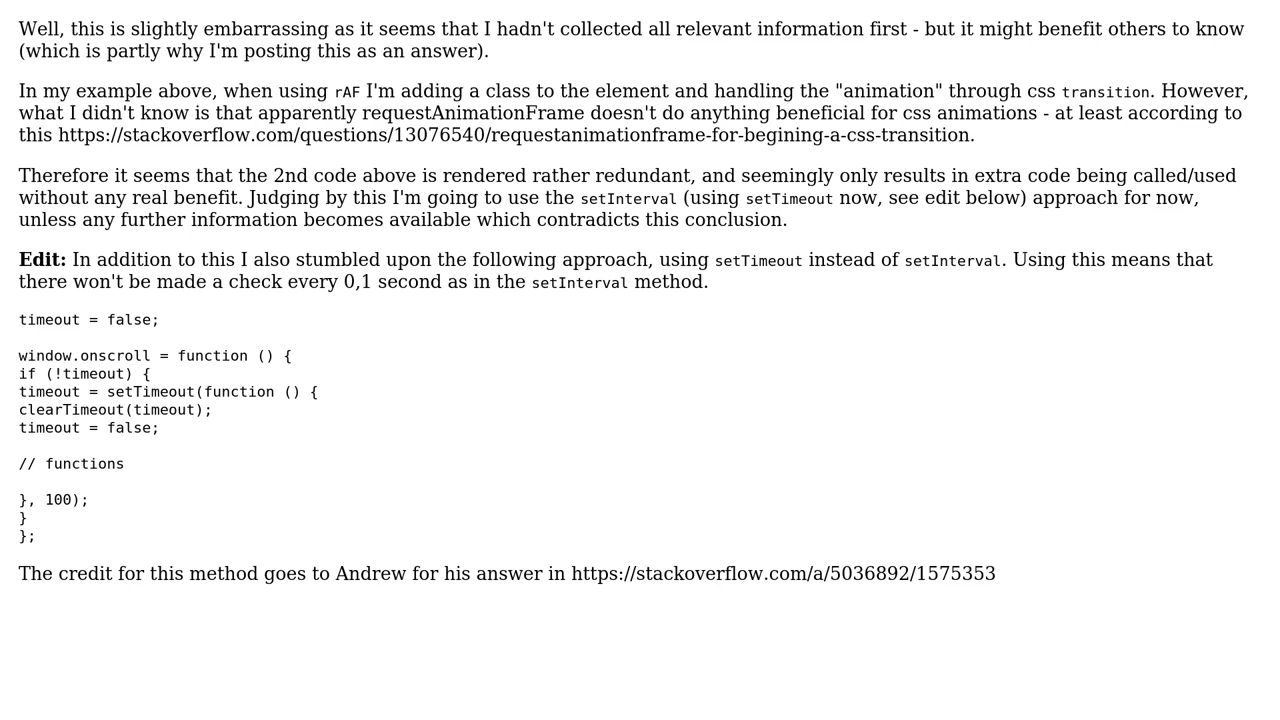 Well, this is slightly embarrassing as it seems that I hadn't collected all relevant information first - but it might benefit others to know
(which is partly why I'm posting this as an answer).
In my example above, when using rAF I'm adding a class to the element and handling the "animation" through css transition. However,
what I didn't know is that apparently requestAnimationFrame doesn't do anything beneficial for css animations - at least according to
this https://stackoverflow.com/questions/13076540/requestanimationframe-for-begining-a-css-transition.
Therefore it seems that the 2nd code above is rendered rather redundant, and seemingly only results in extra code being called/used
without any real benefit. Judging by this I'm going to use the setInterval (using setTimeout now, see edit below) approach for now,
unless any further information becomes available which contradicts this conclusion.
Edit: In addition to this I also stumbled upon the following approach, using setTimeout instead of setInterval. Using this means that
there won't be made a check every 0,1 second as in the setInterval method.
timeout = false;
window.onscroll = function () {
if (!timeout) {
timeout = setTimeout(function () {
clearTimeout(timeout);
timeout = false;
// functions
}, 100);
}
};
The credit for this method goes to Andrew for his answer in https://stackoverflow.com/a/5036892/1575353